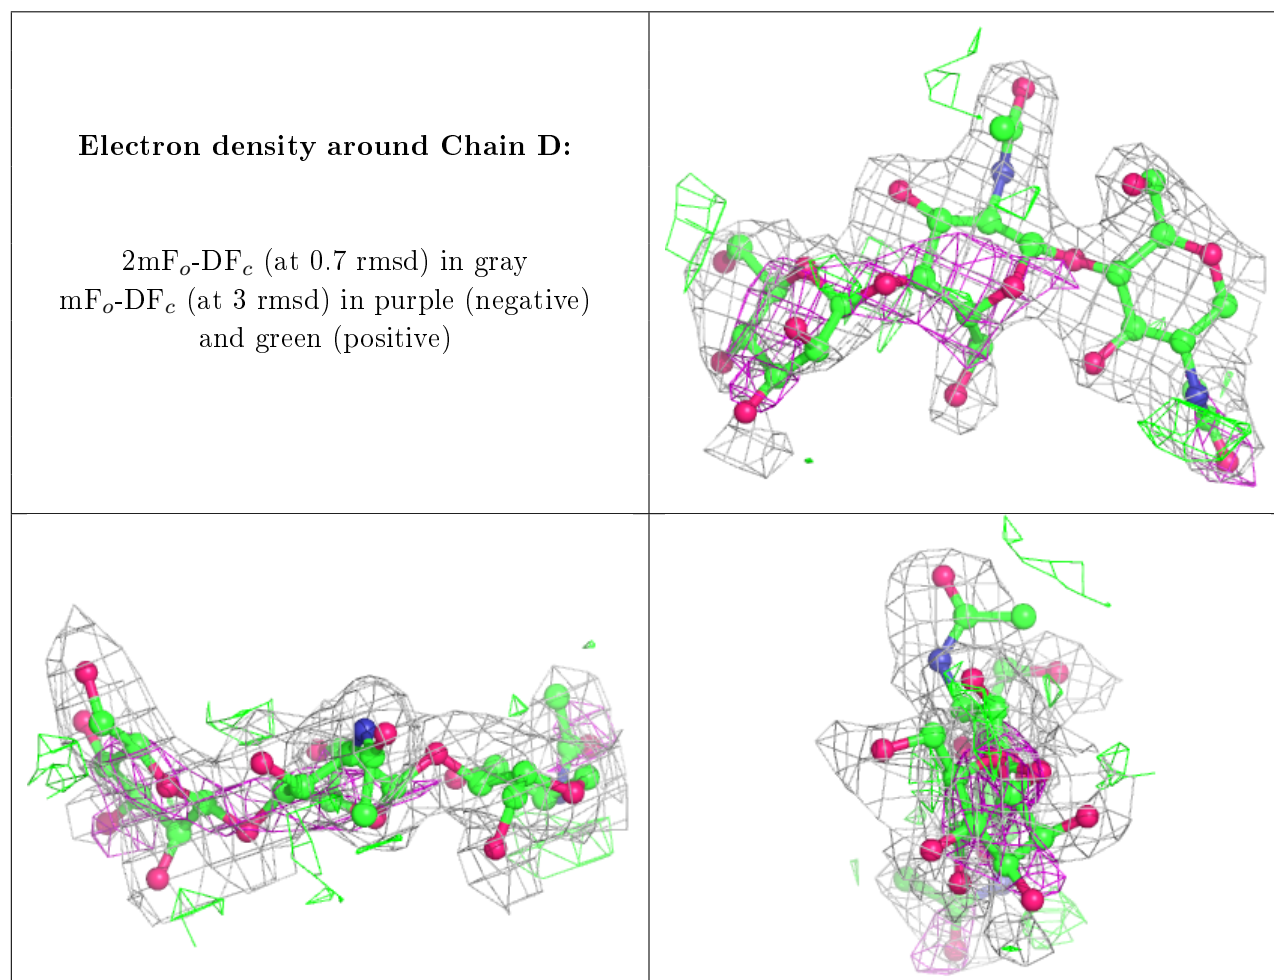 Electron density around Chain D:
2mFo-DFc (at 0.7 rmsd) in gray
mFo-DFc (at 3 rmsd) in purple (negative)
and green (positive)